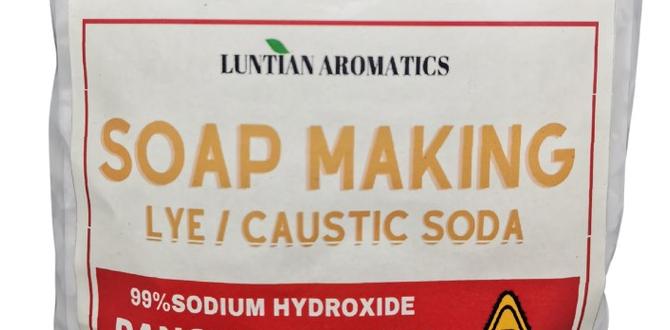 LUNTIAN AROMATICS
SOAP MAKING
LYE / CAUSTIC SODA
99%SODIUM HYDROXIDE